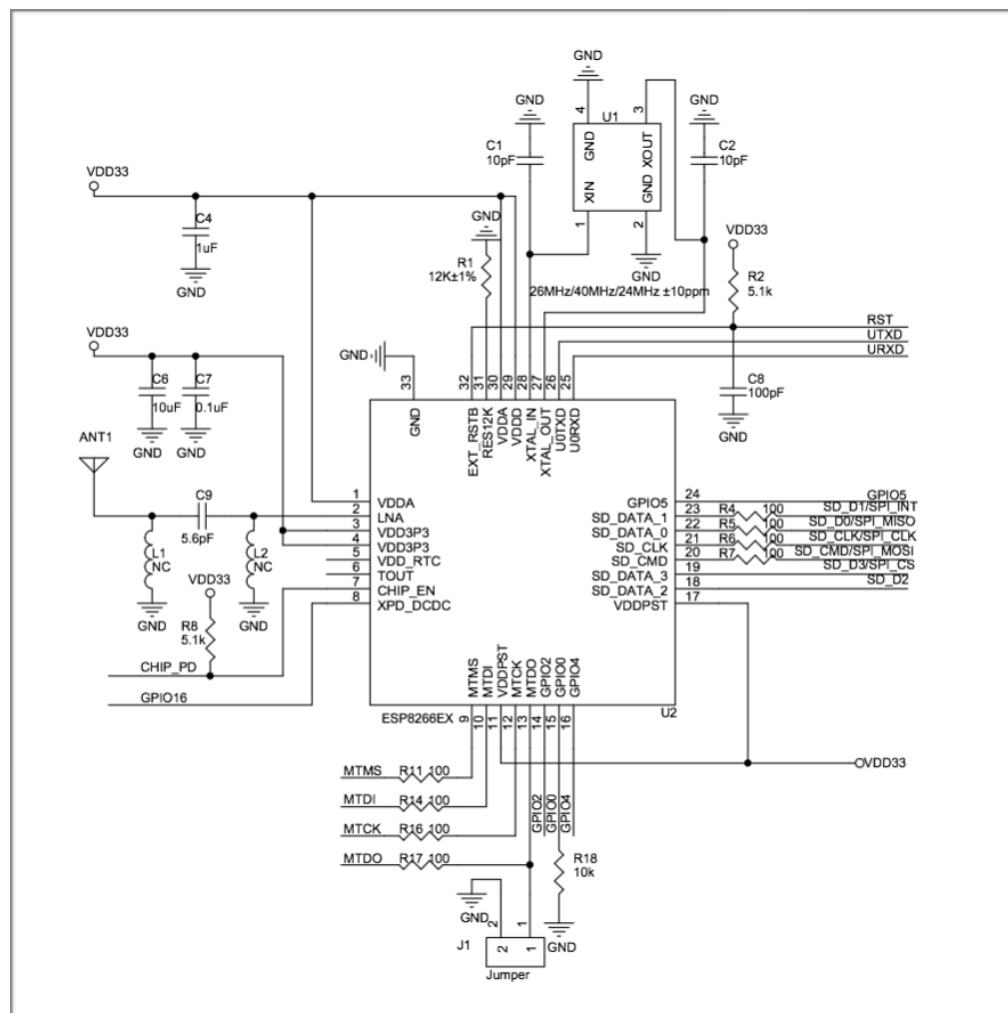 GND
GND
4
3
GND
U1
C1
10pF
GND
XOUT
XIN
GND
C2
10pF
1
2
GND
26MHz/40MHz/24MHz ±10ppm
VDD33
C4
1uF
GND
GND
R1
12K±1%
VDD33
R2
5.1k
RST
UTXD
URXD
C8
100pF
GND
VDD33
C6
10uF
C7
0.1uF
GND
GND
GND
33
32
31
30
29
28
27
26
25
GND
EXT_RSTB
RES12K
VDDA
VDDD
XTAL_IN
XTAL_OUT
U0TXD
U0RXD
ANT1
C9
5.6pF
L1
NC
L2
NC
GND
GND
VDD33
R8
5.1k
CHIP_PD
GPIO16
1 VDDA
2 LNA
3 VDD3P3
4 VDD3P3
5 VDD_RTC
6 TOUT
7 CHIP_EN
8 XPD_DCDC
GPIO5 24 GPIO5
SD_DATA_1 23 R4 100 SD_D1/SPI_INT
SD_DATA_0 22 R5 100 SD_D0/SPI_MISO
SD_CLK 21 R6 100 SD_CLK/SPI_CLK
SD_CMD 20 R7 100 SD_CMD/SPI_MOSI
SD_DATA_3 19 SD_D3/SPI_CS
SD_DATA_2 18 SD_D2
VDDPST 17
MTMS
MTDI
VDDPST
MTCK
MTDO
GPIO2
GPIO0
GPIO4
ESP8266EX
U2
9
10
11
12
13
14
15
16
VDD33
MTMS R11 100
MTDI R14 100
MTCK R16 100
MTDO R17 100
GPIO2
GPIO0
GPIO4
R18
10k
GND
GND
2
1
J1
2
1
Jumper